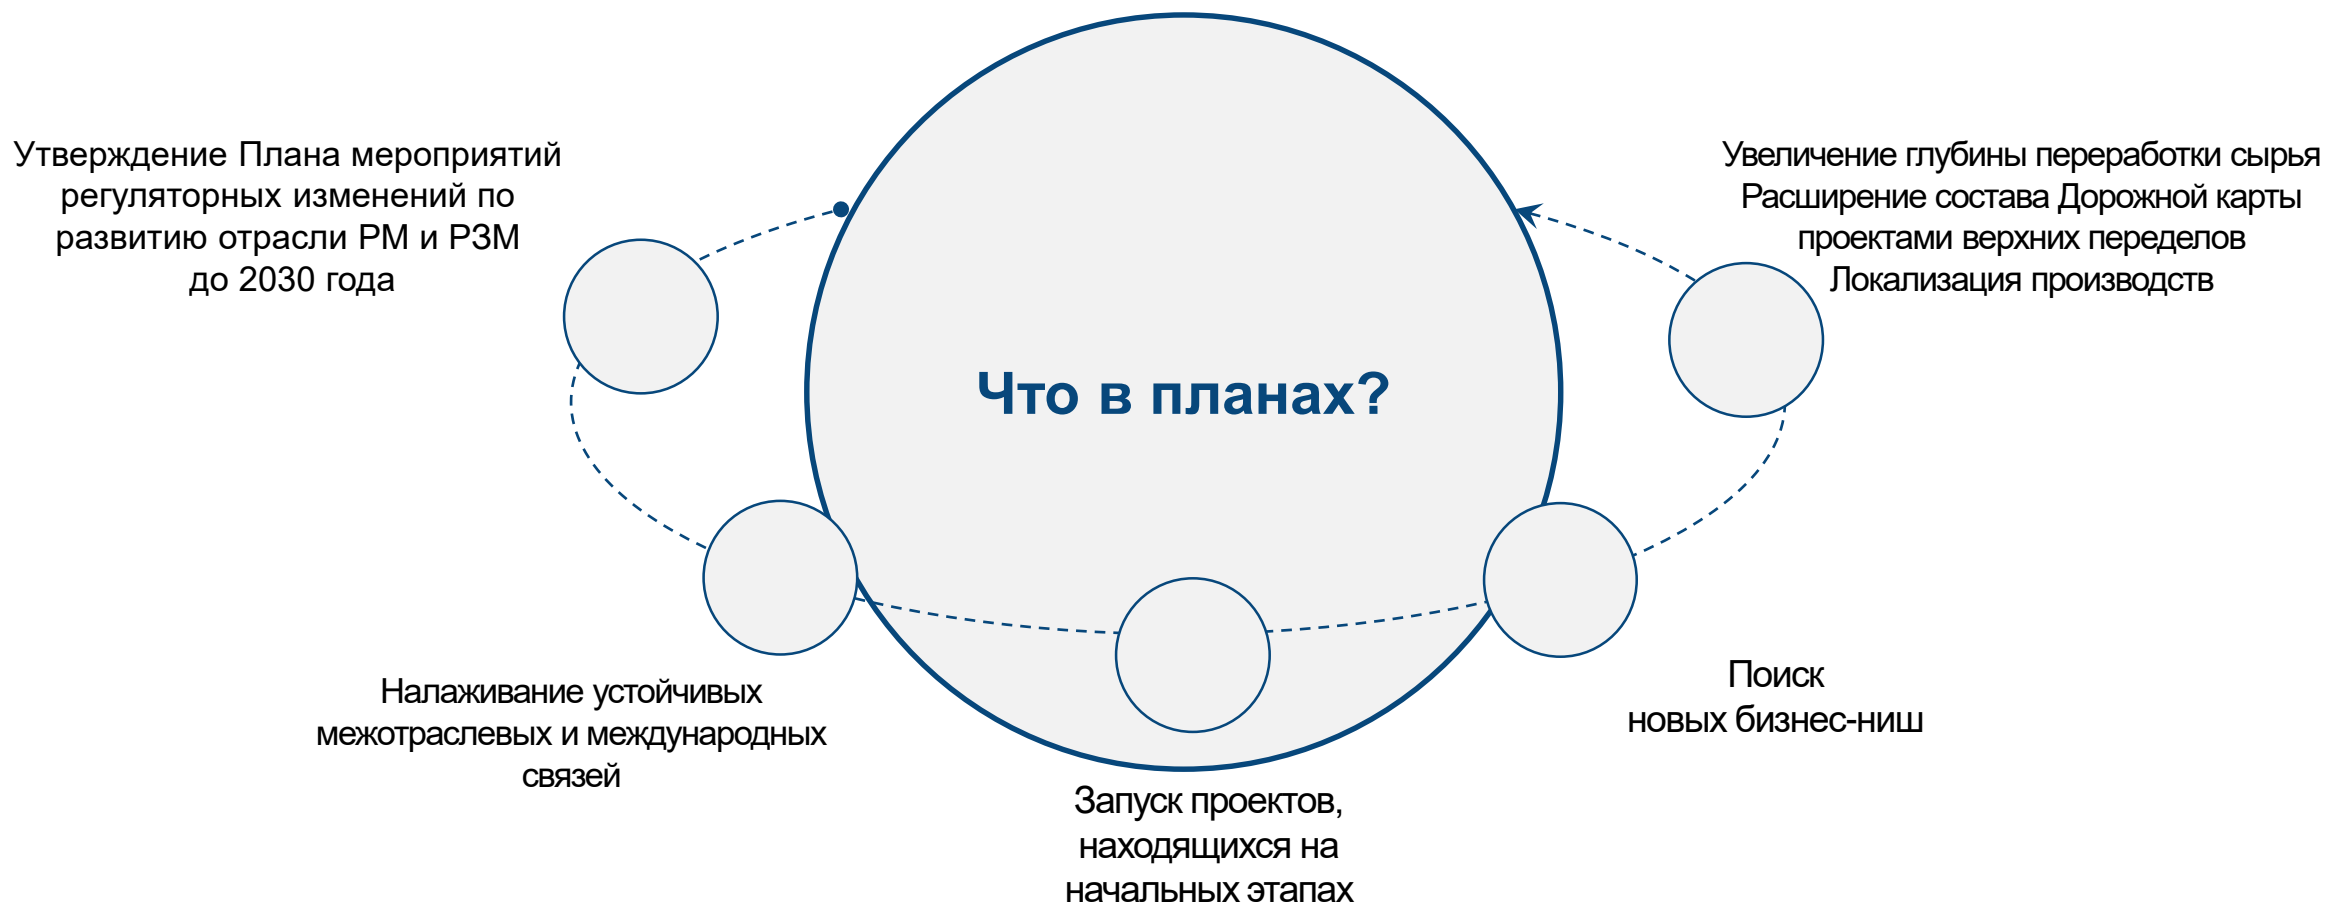 Утверждение Плана мероприятий
регуляторных изменений по
развитию отрасли РМ и РЗМ
до 2030 года
Увеличение глубины переработки сырья
Расширение состава Дорожной карты
проектами верхних переделов
Локализация производств
Что в планах?
Налаживание устойчивых
межотраслевых и международных
связей
Поиск
новых бизнес-ниш
Запуск проектов,
находящихся на
начальных этапах